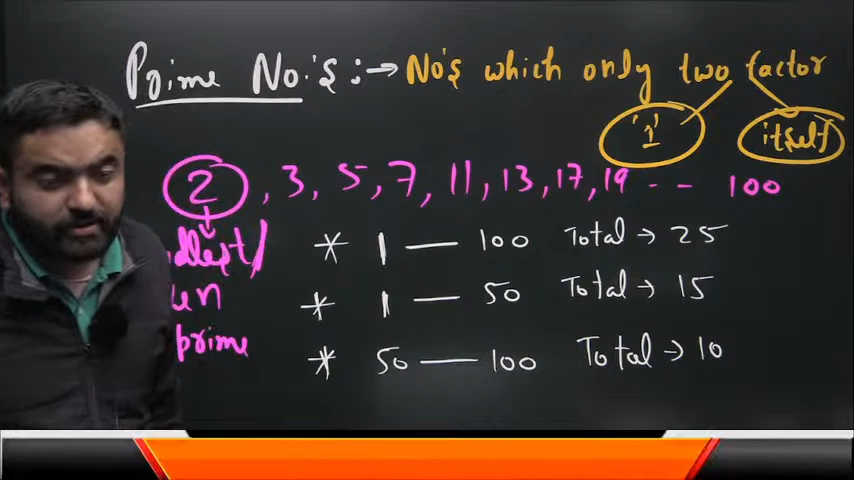 Prime No.'s :→ No's which only two factor
'1' itself
2, 3, 5, 7, 11, 13, 17, 19 - - 100
* 1 — 100 Total → 25
* 1 — 50 Total → 15
prime * 50 — 100 Total → 10